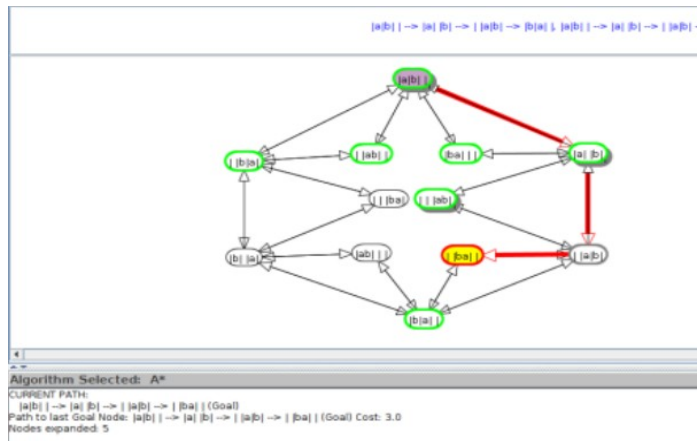 |a|b| | --> |a| |b| --> | |a|b| --> |b|a| |, |a|b| | --> |a| |b| --> | |a|b| -
|a|b| |
| |b|a|
| |ab| |
|ba| | |
|a| |b|
| | |ba|
| | |ab|
|b| |a|
|ab| | |
| |ba| |
| |a|b|
|b|a| |
Algorithm Selected: A*
CURRENT PATH:
|a|b| | --> |a| |b| --> | |a|b| --> | |ba| | (Goal)
Path to last Goal Node: |a|b| | --> |a| |b| --> | |a|b| --> | |ba| | (Goal) Cost: 3.0
Nodes expanded: 5